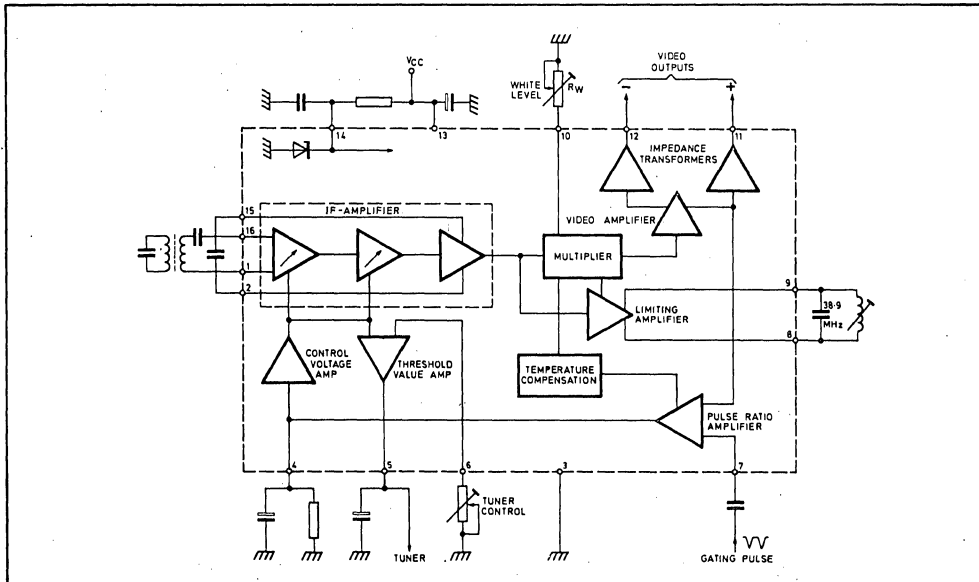 VIDEO
OUTPUTS
VCC
WHITE
LEVEL
RW
-
+
14
13
10
12
11
IMPEDANCE
TRANSFORMERS
15
IF-AMPLIFIER
16
VIDEO AMPLIFIER
MULTIPLIER
1
2
9
LIMITING
AMPLIFIER
38·9
MHz
8
CONTROL
VOLTAGE
AMP
THRESHOLD
VALUE AMP
TEMPERATURE
COMPENSATION
PULSE RATIO
AMPLIFIER
4
5
6
3
7
TUNER
CONTROL
TUNER
GATING PULSE